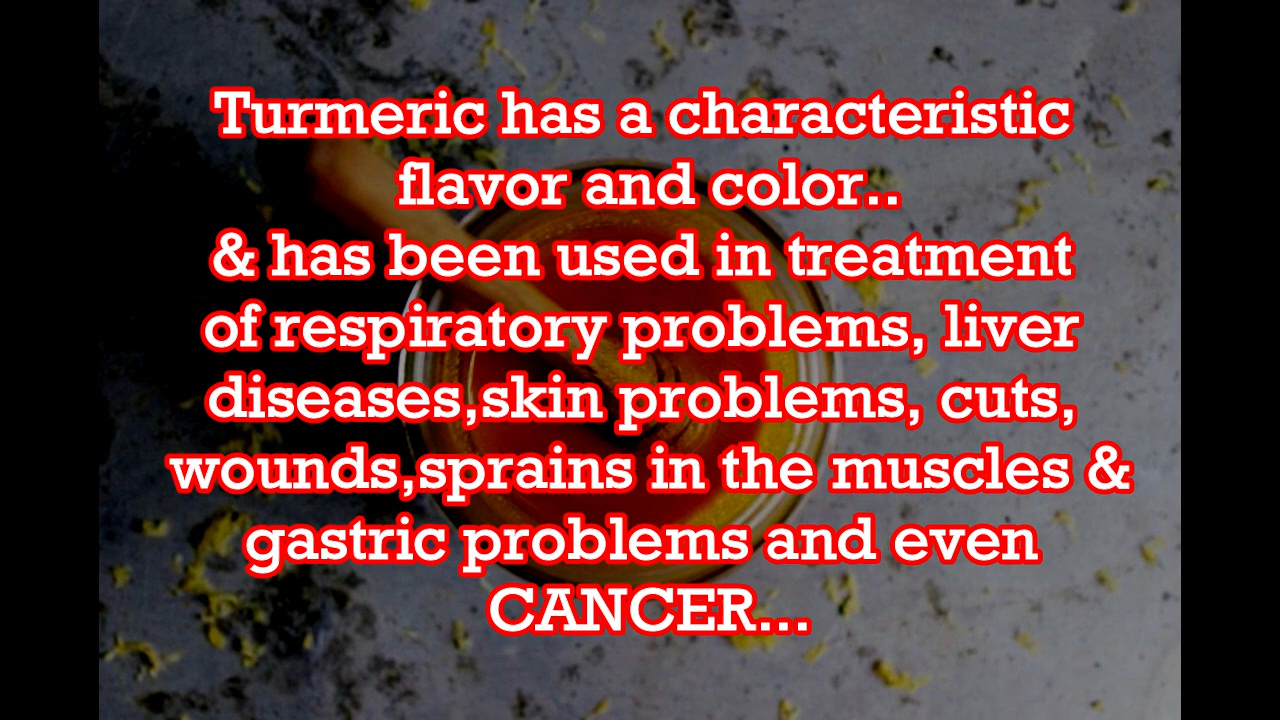 Turmeric has a characteristic
flavor and color..
& has been used in treatment
of respiratory problems, liver
diseases,skin problems, cuts,
wounds,sprains in the muscles &
gastric problems and even
CANCER...